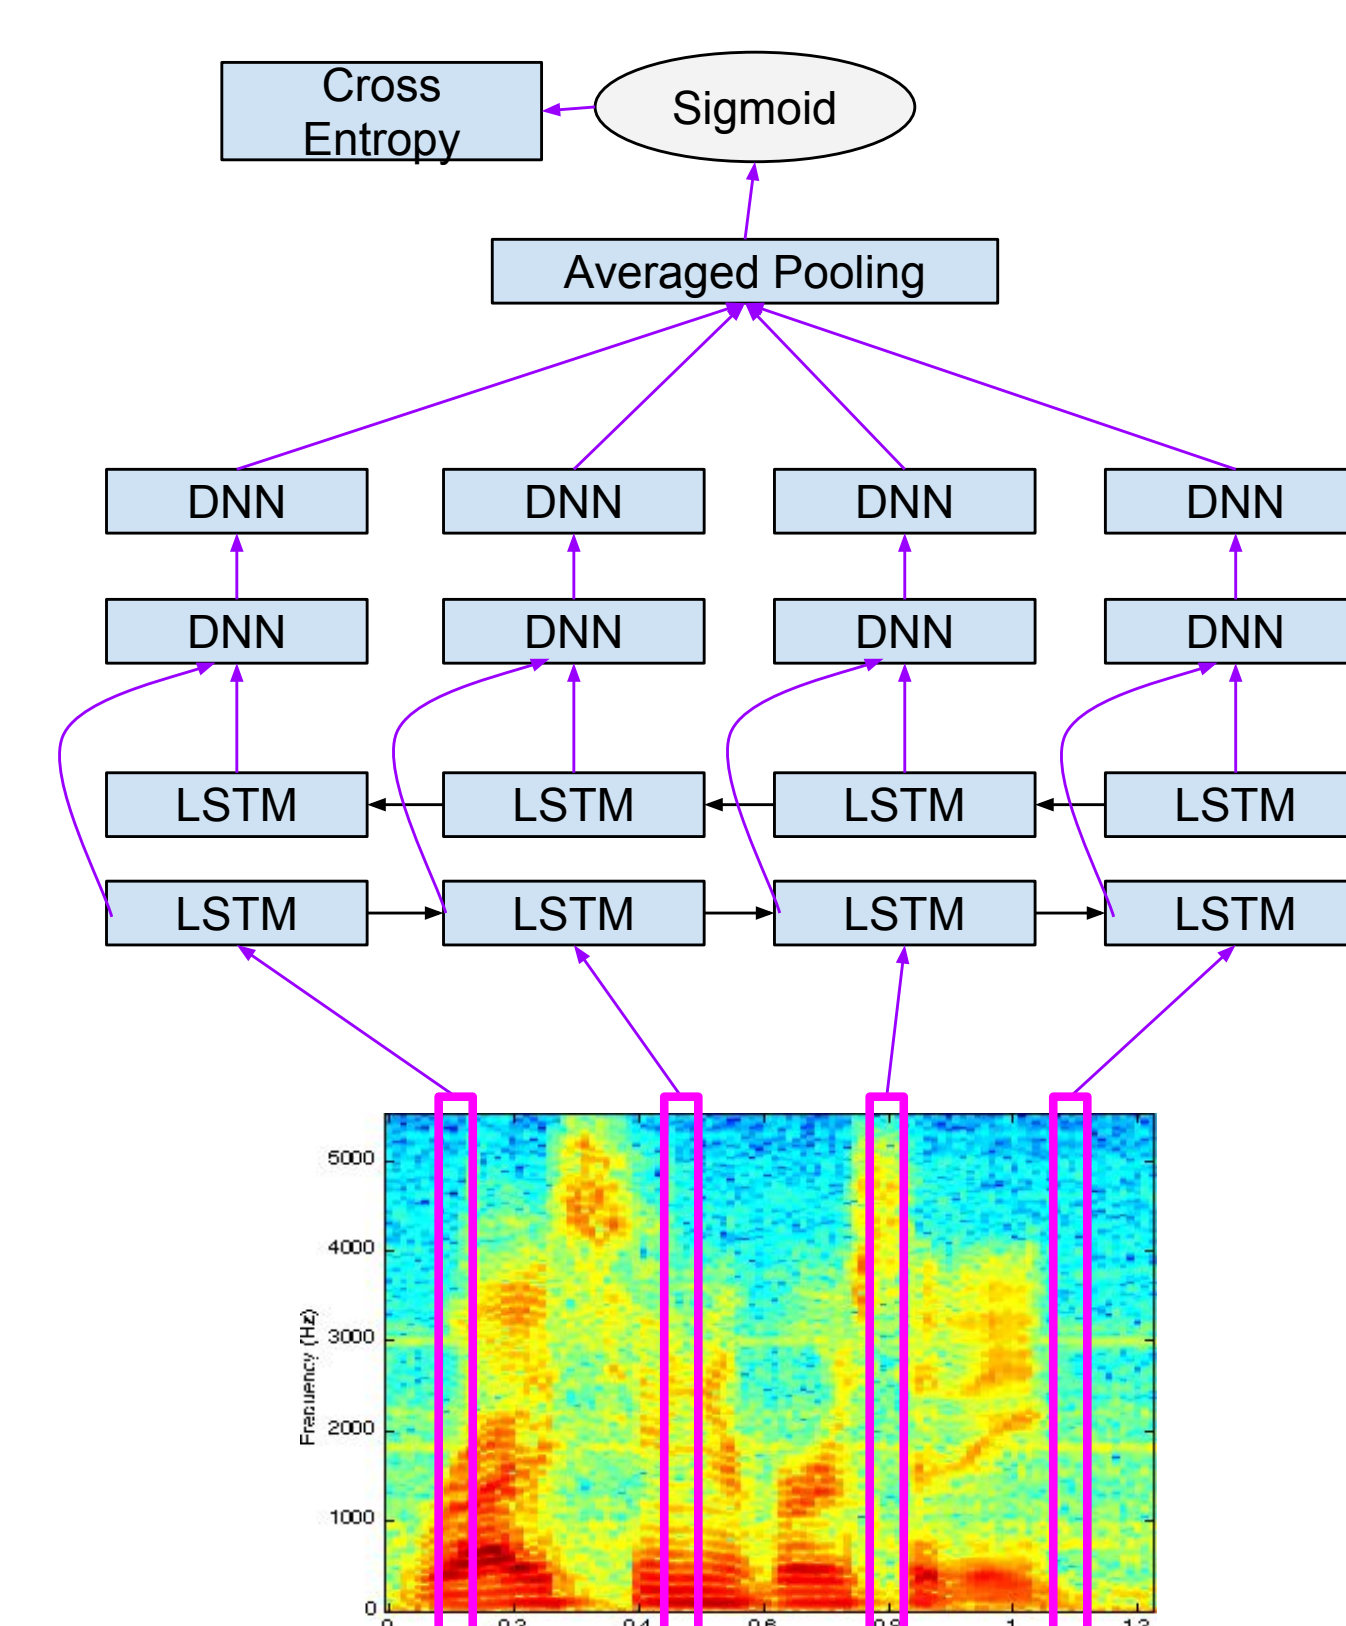 Cross
Entropy
Sigmoid
Averaged Pooling
DNN DNN DNN DNN
DNN DNN DNN DNN
LSTM LSTM LSTM LSTM
LSTM LSTM LSTM LSTM
5000
4000
3000
2000
1000
0
Frequency (Hz)